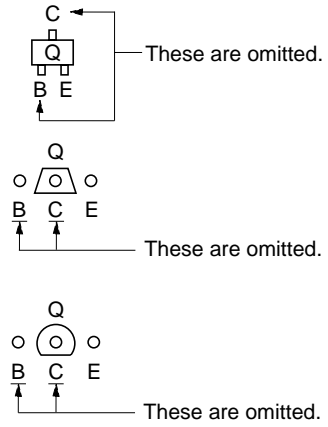 C
Q
These are omitted.
B E
Q
B C E
These are omitted.
Q
B C E
These are omitted.